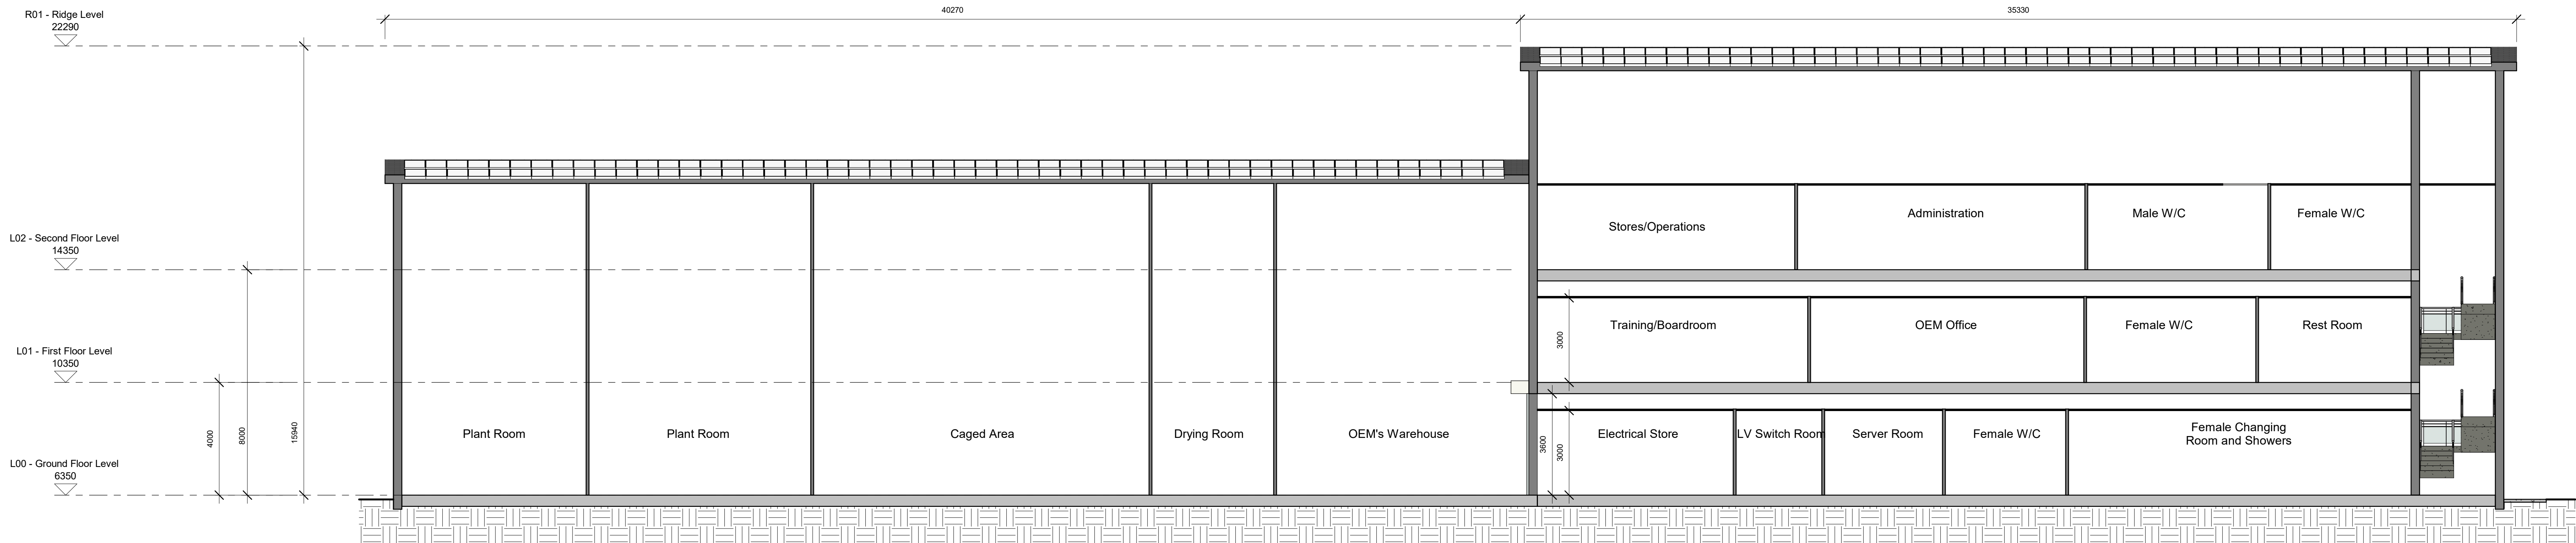 R01 - Ridge Level
22290
40270
35330
L02 - Second Floor Level
14350
Stores/Operations
Administration
Male W/C
Female W/C
L01 - First Floor Level
10350
Training/Boardroom
OEM Office
Female W/C
Rest Room
3000
L00 - Ground Floor Level
6350
4000
8000
15940
Plant Room
Plant Room
Caged Area
Drying Room
OEM's Warehouse
3600
3000
Electrical Store
LV Switch Room
Server Room
Female W/C
Female Changing
Room and Showers